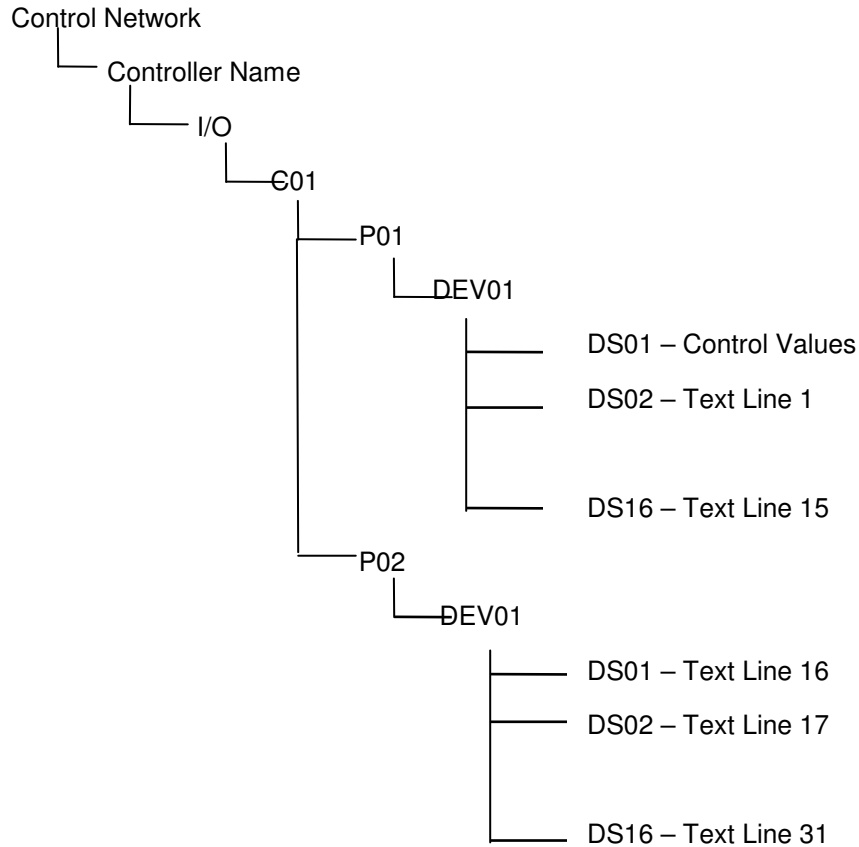 Control Network
Controller Name
I/O
C01
P01
DEV01
DS01 – Control Values
DS02 – Text Line 1
DS16 – Text Line 15
P02
DEV01
DS01 – Text Line 16
DS02 – Text Line 17
DS16 – Text Line 31